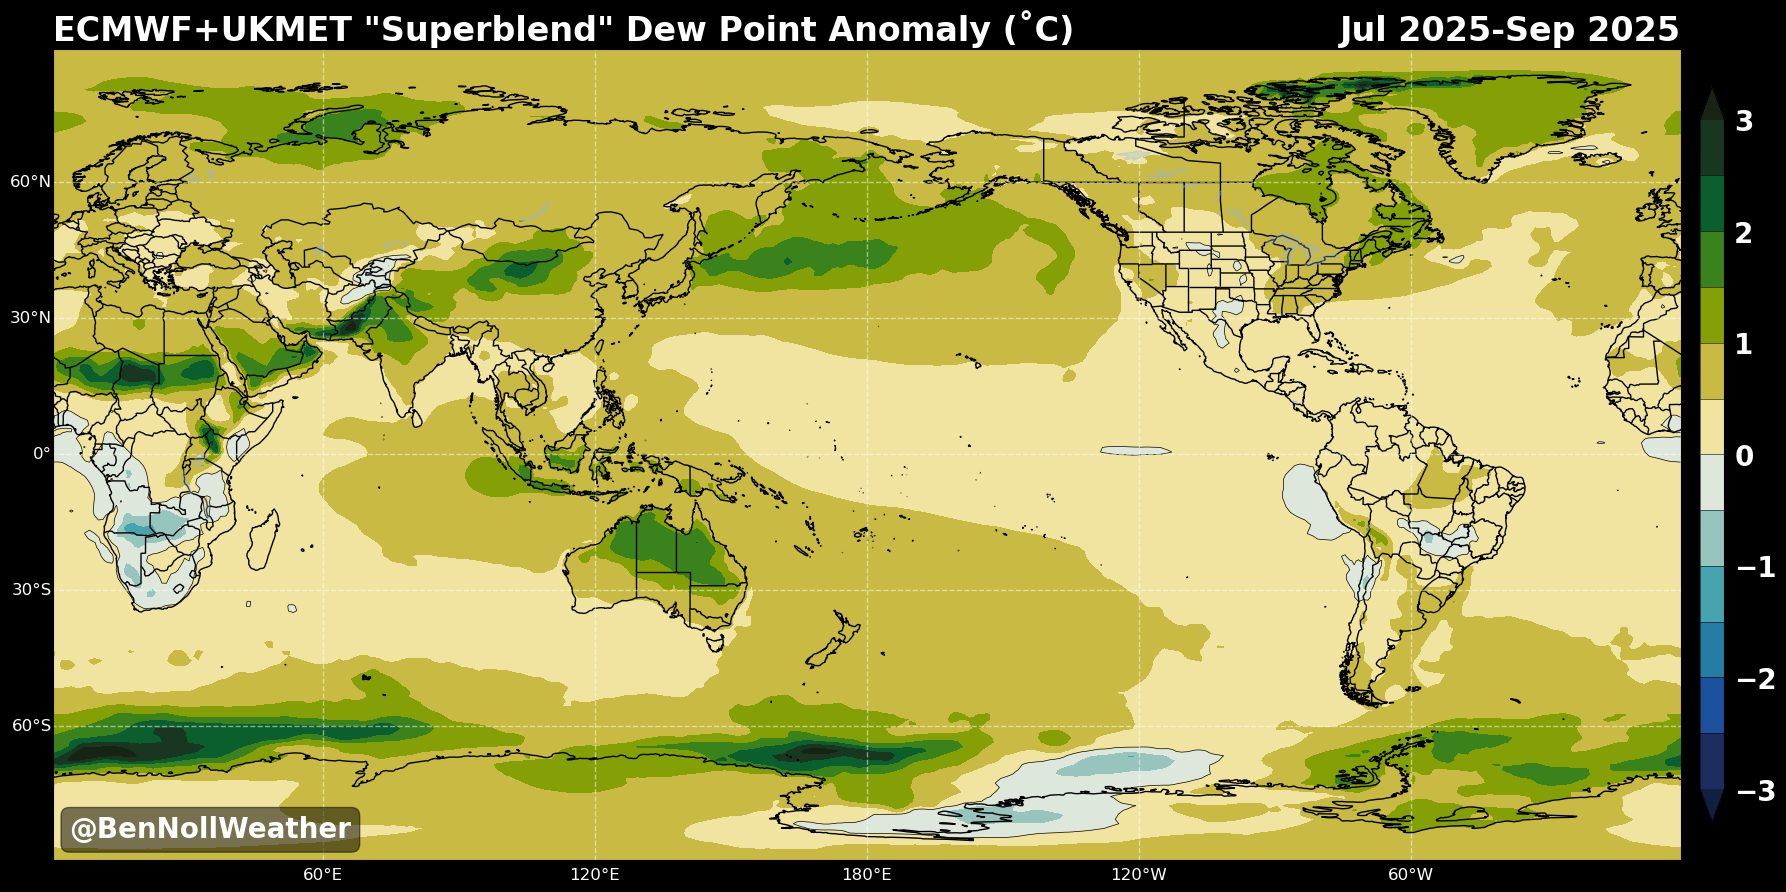 ECMWF+UKMET "Superblend" Dew Point Anomaly (˚C)
Jul 2025-Sep 2025
60°N
30°N
0°
30°S
60°S
60°E
120°E
180°E
120°W
60°W
3
2
1
0
−1
−2
−3
@BenNollWeather